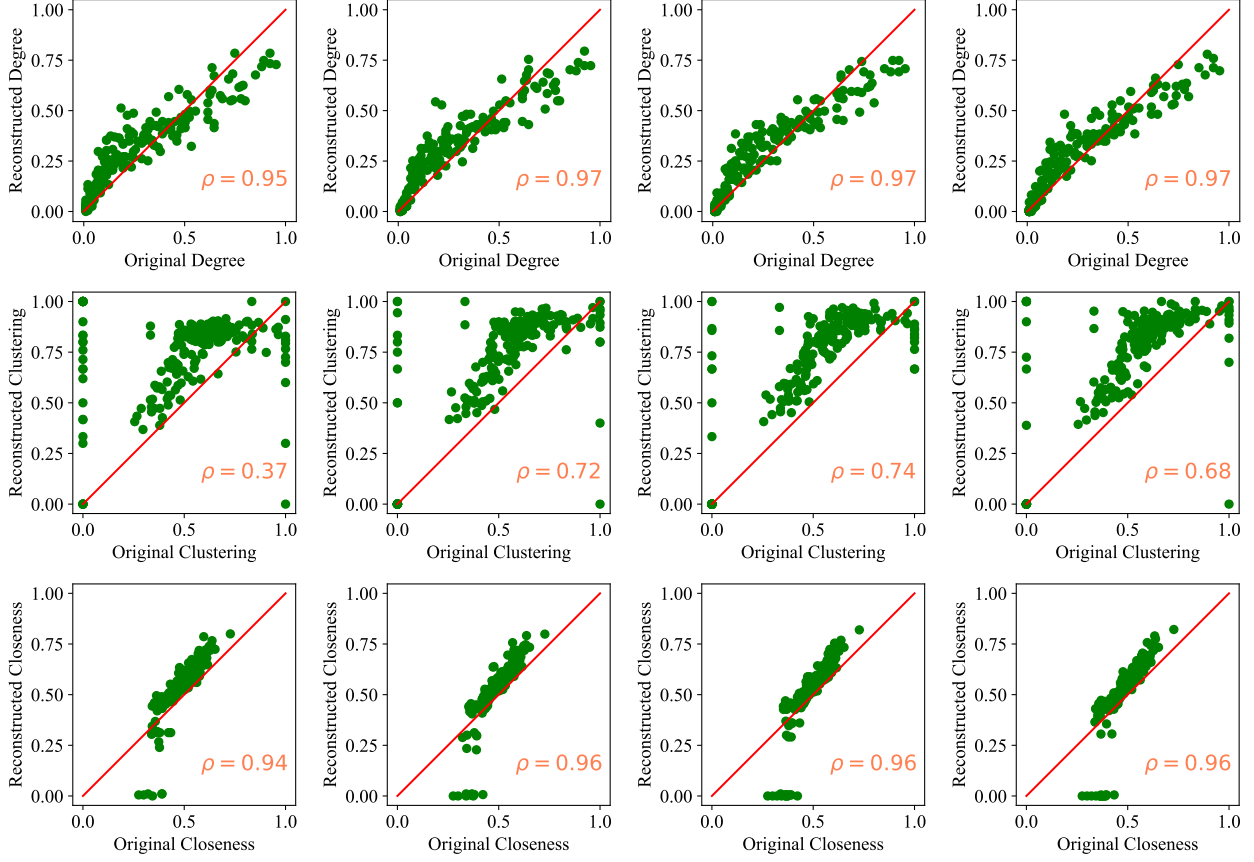 1.00
0.75
0.50
0.25
0.00
Reconstructed Degree
ρ = 0.95
0.0 0.5 1.0
Original Degree
1.00
0.75
0.50
0.25
0.00
Reconstructed Degree
ρ = 0.97
0.0 0.5 1.0
Original Degree
1.00
0.75
0.50
0.25
0.00
Reconstructed Degree
ρ = 0.97
0.0 0.5 1.0
Original Degree
1.00
0.75
0.50
0.25
0.00
Reconstructed Degree
ρ = 0.97
0.0 0.5 1.0
Original Degree
1.00
0.75
0.50
0.25
0.00
Reconstructed Clustering
ρ = 0.37
0.0 0.5 1.0
Original Clustering
1.00
0.75
0.50
0.25
0.00
Reconstructed Clustering
ρ = 0.72
0.0 0.5 1.0
Original Clustering
1.00
0.75
0.50
0.25
0.00
Reconstructed Clustering
ρ = 0.74
0.0 0.5 1.0
Original Clustering
1.00
0.75
0.50
0.25
0.00
Reconstructed Clustering
ρ = 0.68
0.0 0.5 1.0
Original Clustering
1.00
0.75
0.50
0.25
0.00
Reconstructed Closeness
ρ = 0.94
0.0 0.5 1.0
Original Closeness
1.00
0.75
0.50
0.25
0.00
Reconstructed Closeness
ρ = 0.96
0.0 0.5 1.0
Original Closeness
1.00
0.75
0.50
0.25
0.00
Reconstructed Closeness
ρ = 0.96
0.0 0.5 1.0
Original Closeness
1.00
0.75
0.50
0.25
0.00
Reconstructed Closeness
ρ = 0.96
0.0 0.5 1.0
Original Closeness